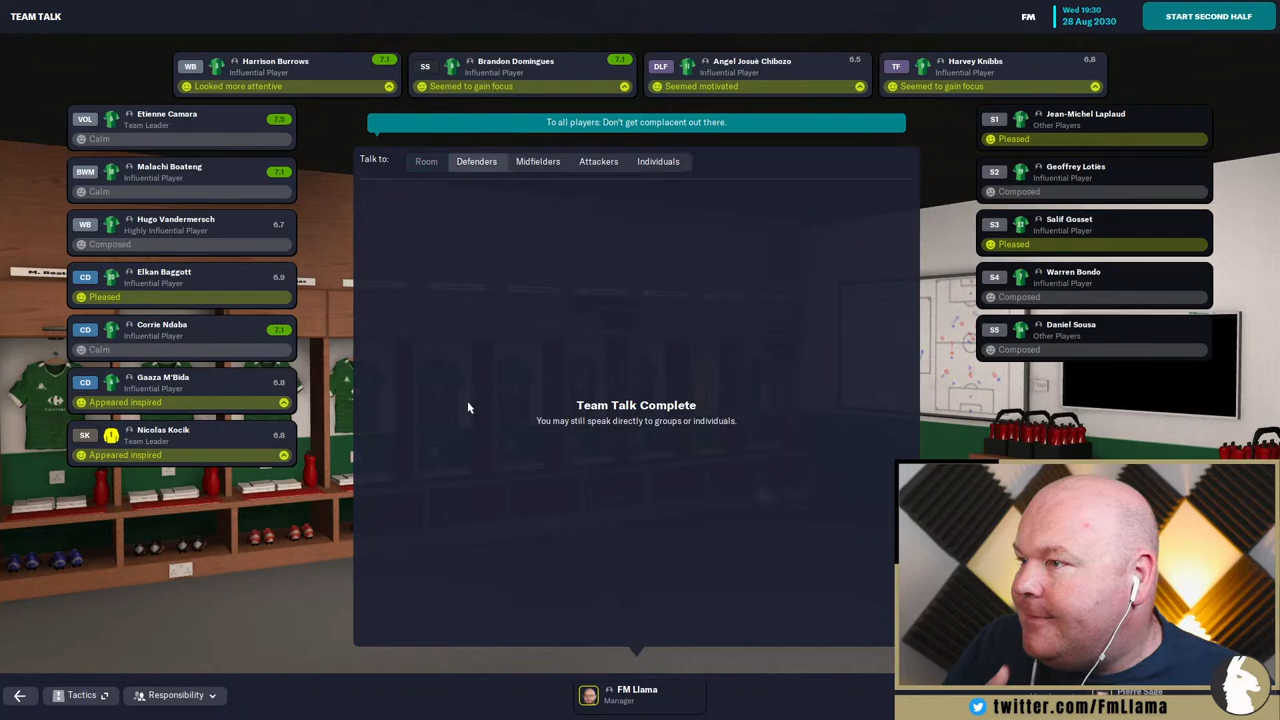 TEAM TALK
FM
Wed 19:30
28 Aug 2030
START SECOND HALF
WB Harrison Burrows 7.1
Influential Player
Looked more attentive
SS Brandon Domingues 7.1
Influential Player
Seemed to gain focus
DLF Angel Josuè Chibozo 6.5
Influential Player
Seemed motivated
TF Harvey Knibbs 6.8
Influential Player
Seemed to gain focus
VOL Etienne Camara
Team Leader
Calm
BWM Malachi Boateng 7.1
Influential Player
Calm
WB Hugo Vandermersch 6.7
Highly Influential Player
Composed
CD Elkan Baggott 6.9
Influential Player
Pleased
CD Corrie Ndaba 7.1
Influential Player
Calm
CD Gaaza M'Bida 6.8
Influential Player
Appeared inspired
SK Nicolas Kocik 6.8
Team Leader
Appeared inspired
To all players: Don't get complacent out there.
Talk to: Room Defenders Midfielders Attackers Individuals
Team Talk Complete
You may still speak directly to groups or individuals.
S1 Jean-Michel Laplaud
Other Players
Pleased
S2 Geoffrey Lotiès
Influential Player
Composed
S3 Salif Gosset
Influential Player
Pleased
S4 Warren Bondo
Influential Player
Composed
S5 Daniel Sousa
Other Players
Composed
Tactics
Responsibility
FM Llama
Manager
twitter.com/FmLlama